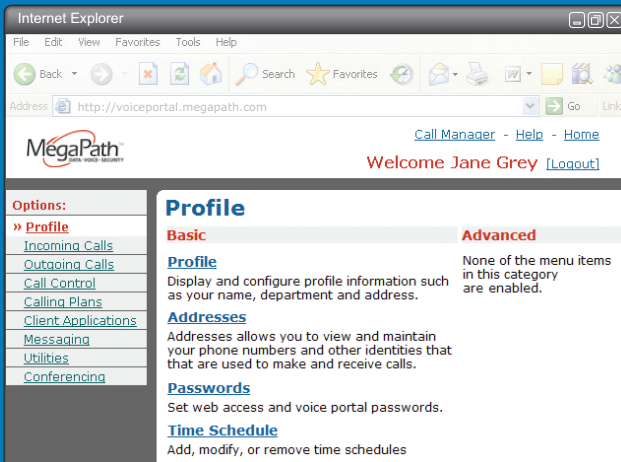 Internet Explorer
File Edit View Favorites Tools Help
Back Search Favorites
Address http://voiceportal.megapath.com Go Link
MegaPath™
DATA·VOICE·SECURITY
Call Manager - Help - Home
Welcome Jane Grey [Logout]
Options:
» Profile
Incoming Calls
Outgoing Calls
Call Control
Calling Plans
Client Applications
Messaging
Utilities
Conferencing
Profile
Basic
Profile
Display and configure profile information such
as your name, department and address.
Addresses
Addresses allows you to view and maintain
your phone numbers and other identities that
that are used to make and receive calls.
Passwords
Set web access and voice portal passwords.
Time Schedule
Add, modify, or remove time schedules
Advanced
None of the menu items
in this category
are enabled.